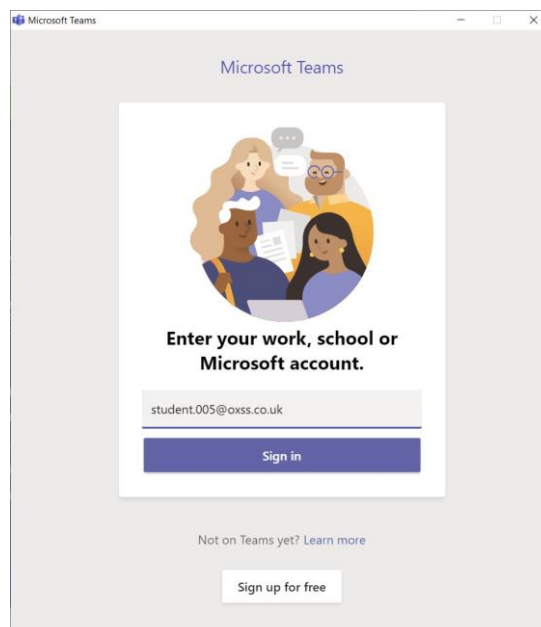 Microsoft Teams
Microsoft Teams
Enter your work, school or
Microsoft account.
student.005@oxss.co.uk
Sign in
Not on Teams yet? Learn more
Sign up for free